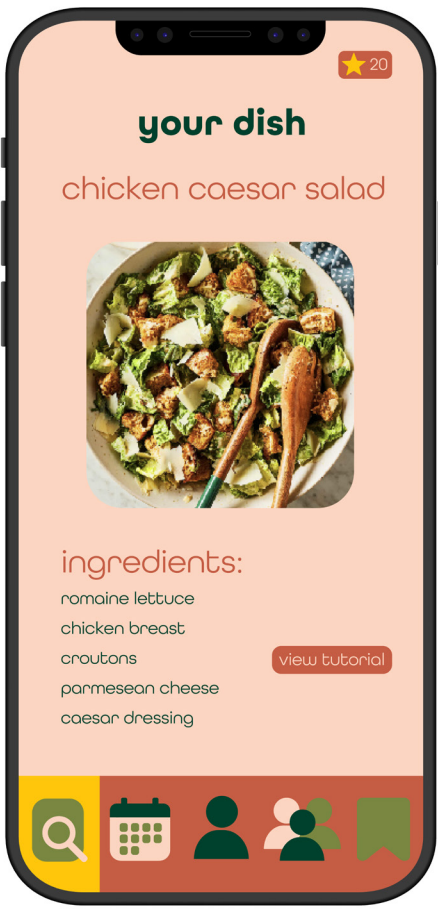 20
your dish
chicken caesar salad
ingredients:
romaine lettuce
chicken breast
croutons
view tutorial
parmesean cheese
caesar dressing